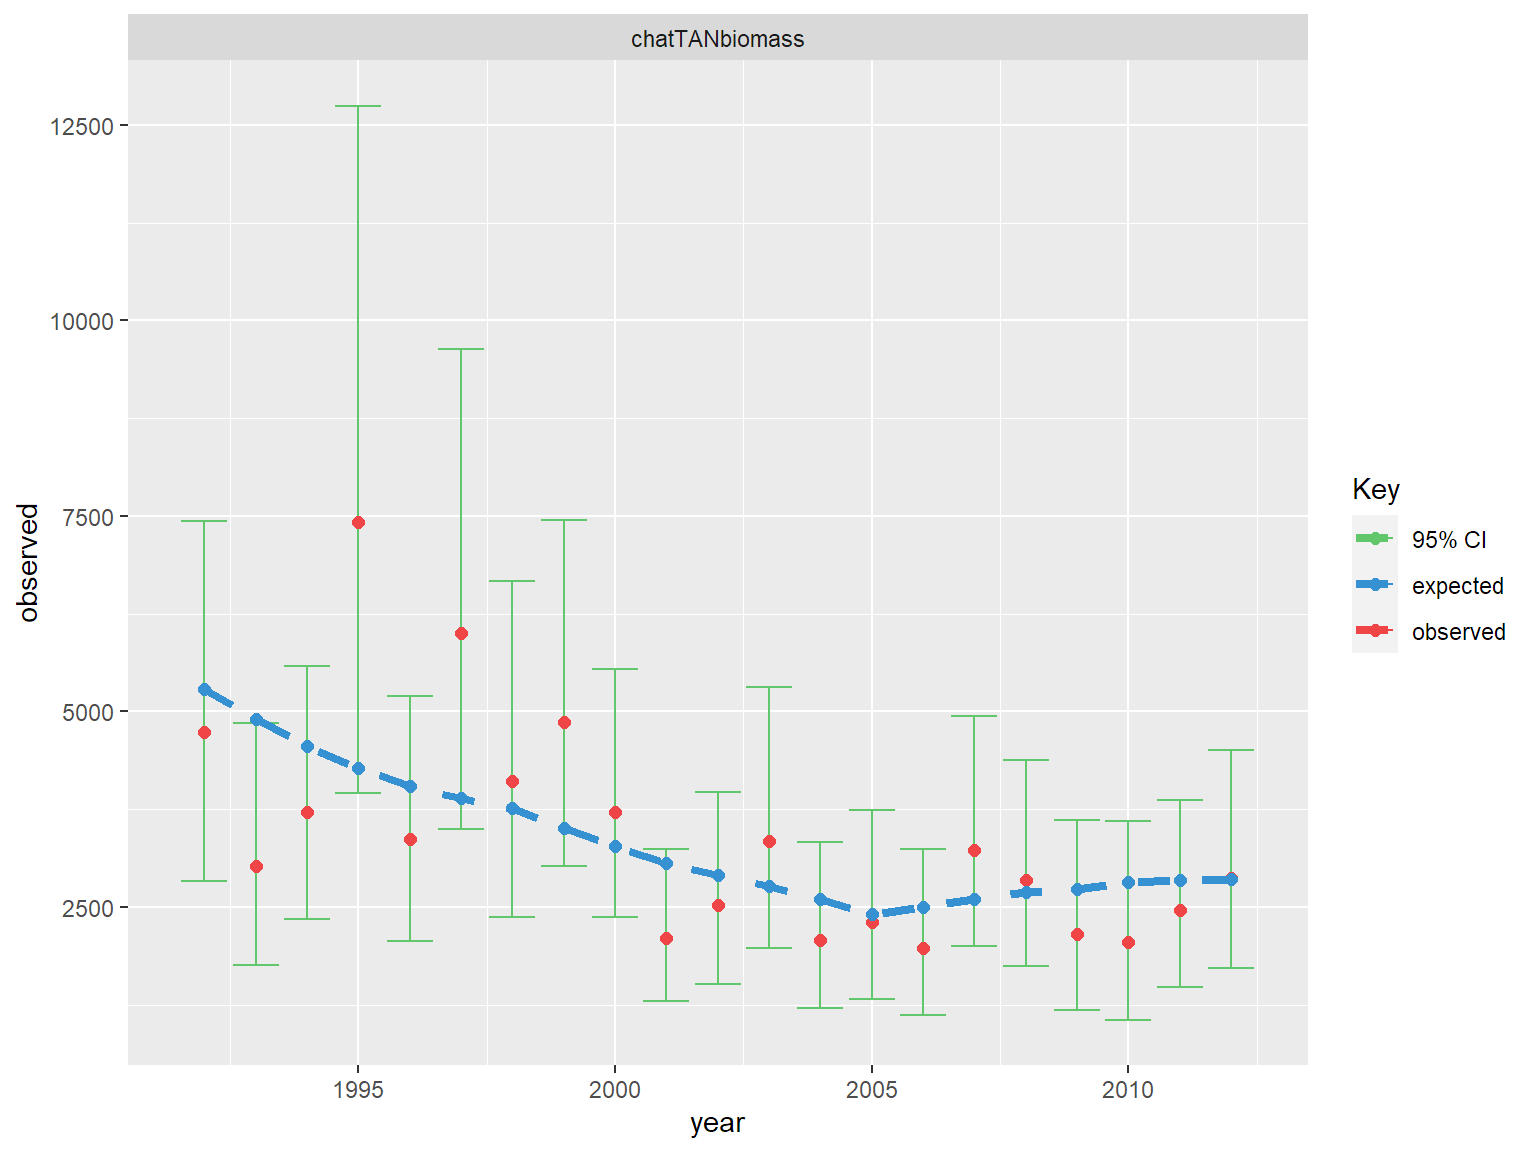 chatTANbiomass
12500
10000
7500
5000
2500
observed
1995 2000 2005 2010
year
Key
95% CI
expected
observed